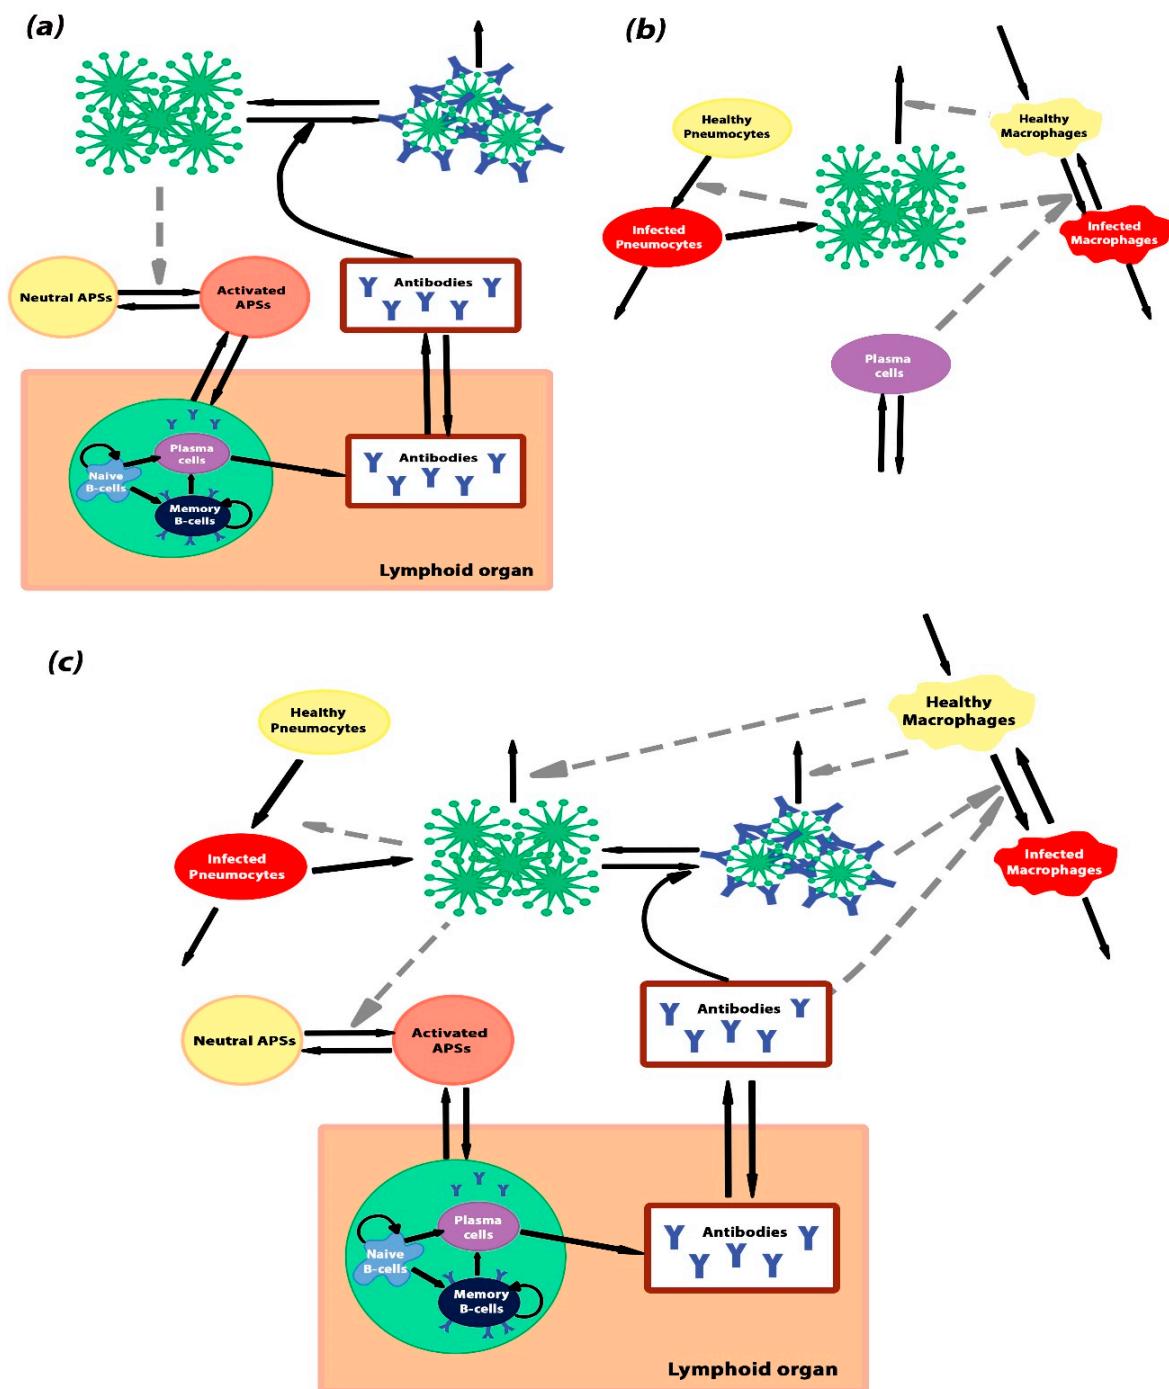 (a)
Neutral APSs
Activated
APSs
Antibodies
Plasma
cells
Naive
B-cells
Memory
B-cells
Antibodies
Lymphoid organ
(b)
Healthy
Pneumocytes
Healthy
Macrophages
Infected
Pneumocytes
Infected
Macrophages
Plasma
cells
(c)
Healthy
Pneumocytes
Healthy
Macrophages
Infected
Pneumocytes
Infected
Macrophages
Neutral APSs
Activated
APSs
Antibodies
Plasma
cells
Naive
B-cells
Memory
B-cells
Antibodies
Lymphoid organ